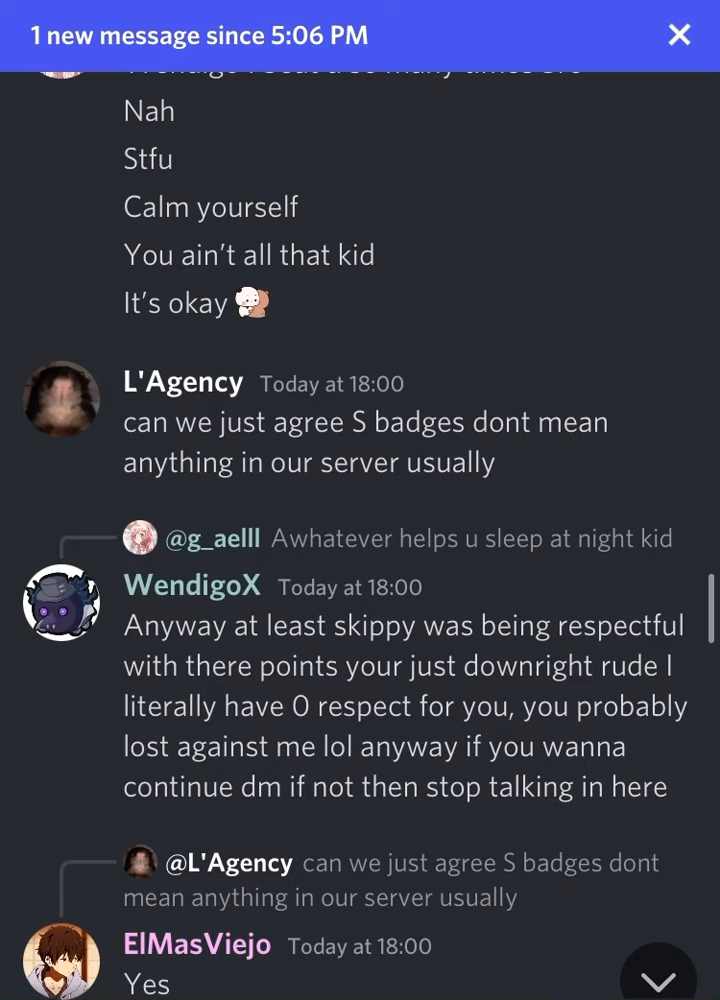 1 new message since 5:06 PM
Nah
Stfu
Calm yourself
You ain't all that kid
It's okay
L'Agency Today at 18:00
can we just agree S badges dont mean
anything in our server usually
@g_aelll Awhatever helps u sleep at night kid
WendigoX Today at 18:00
Anyway at least skippy was being respectful
with there points your just downright rude I
literally have 0 respect for you, you probably
lost against me lol anyway if you wanna
continue dm if not then stop talking in here
@L'Agency can we just agree S badges dont
mean anything in our server usually
ElMasViejo Today at 18:00
Yes